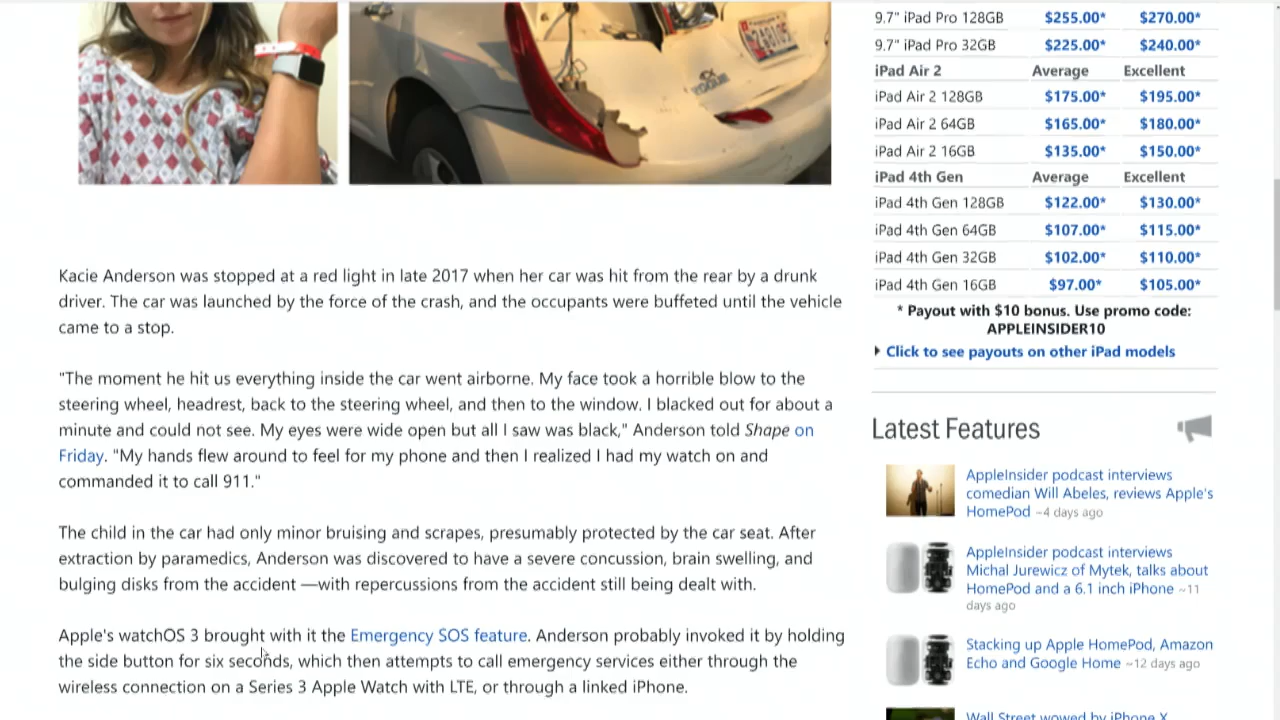 Kacie Anderson was stopped at a red light in late 2017 when her car was hit from the rear by a drunk
driver. The car was launched by the force of the crash, and the occupants were buffeted until the vehicle
came to a stop.
"The moment he hit us everything inside the car went airborne. My face took a horrible blow to the
steering wheel, headrest, back to the steering wheel, and then to the window. I blacked out for about a
minute and could not see. My eyes were wide open but all I saw was black," Anderson told Shape on
Friday. "My hands flew around to feel for my phone and then I realized I had my watch on and
commanded it to call 911."
The child in the car had only minor bruising and scrapes, presumably protected by the car seat. After
extraction by paramedics, Anderson was discovered to have a severe concussion, brain swelling, and
bulging disks from the accident —with repercussions from the accident still being dealt with.
Apple's watchOS 3 brought with it the Emergency SOS feature. Anderson probably invoked it by holding
the side button for six seconds, which then attempts to call emergency services either through the
wireless connection on a Series 3 Apple Watch with LTE, or through a linked iPhone.
9.7" iPad Pro 128GB $255.00* $270.00*
9.7" iPad Pro 32GB $225.00* $240.00*
iPad Air 2 Average Excellent
iPad Air 2 128GB $175.00* $195.00*
iPad Air 2 64GB $165.00* $180.00*
iPad Air 2 16GB $135.00* $150.00*
iPad 4th Gen Average Excellent
iPad 4th Gen 128GB $122.00* $130.00*
iPad 4th Gen 64GB $107.00* $115.00*
iPad 4th Gen 32GB $102.00* $110.00*
iPad 4th Gen 16GB $97.00* $105.00*
* Payout with $10 bonus. Use promo code:
APPLEINSIDER10
Click to see payouts on other iPad models
Latest Features
AppleInsider podcast interviews
comedian Will Abeles, reviews Apple's
HomePod ~4 days ago
AppleInsider podcast interviews
Michal Jurewicz of Mytek, talks about
HomePod and a 6.1 inch iPhone ~11
days ago
Stacking up Apple HomePod, Amazon
Echo and Google Home ~12 days ago
Wall Street wowed by iPhone X